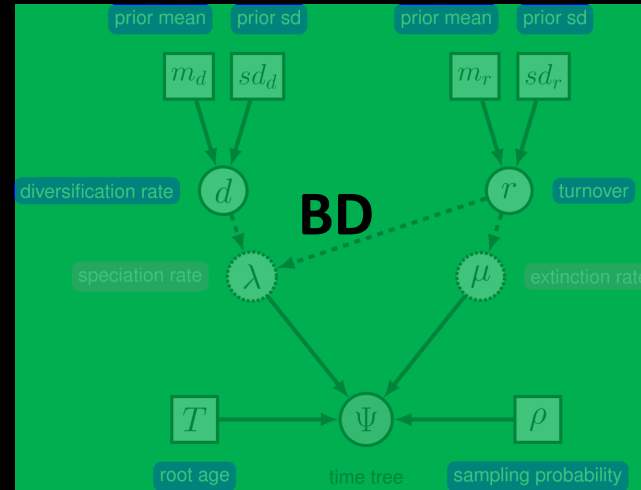 prior mean prior sd prior mean prior sd
m_d sd_d m_r sd_r
diversification rate d r turnover
BD
speciation rate λ μ extinction rate
T Ψ ρ
root age time tree sampling probability